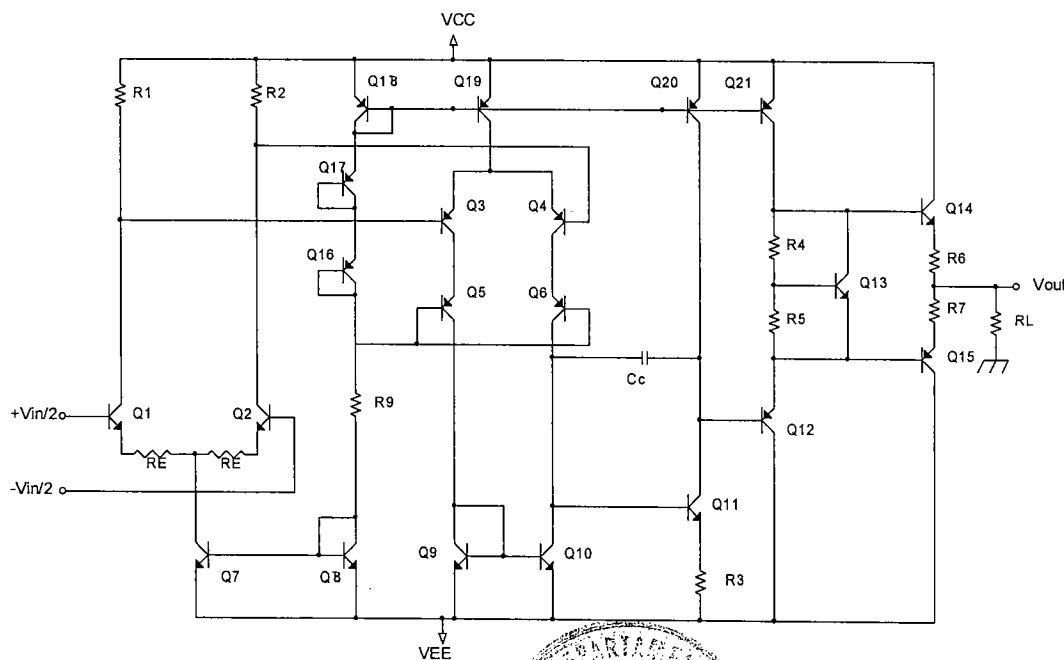 VCC
R1
R2
Q18
Q19
Q20
Q21
Q17
Q3
Q4
Q14
R4
R6
Q16
Q13
Vout
Q5
Q6
R5
R7
RL
Q15
Cc
R9
+Vin/2
Q1
Q2
Q12
RE
RE
-Vin/2
Q11
Q7
Q8
Q9
Q10
R3
VEE